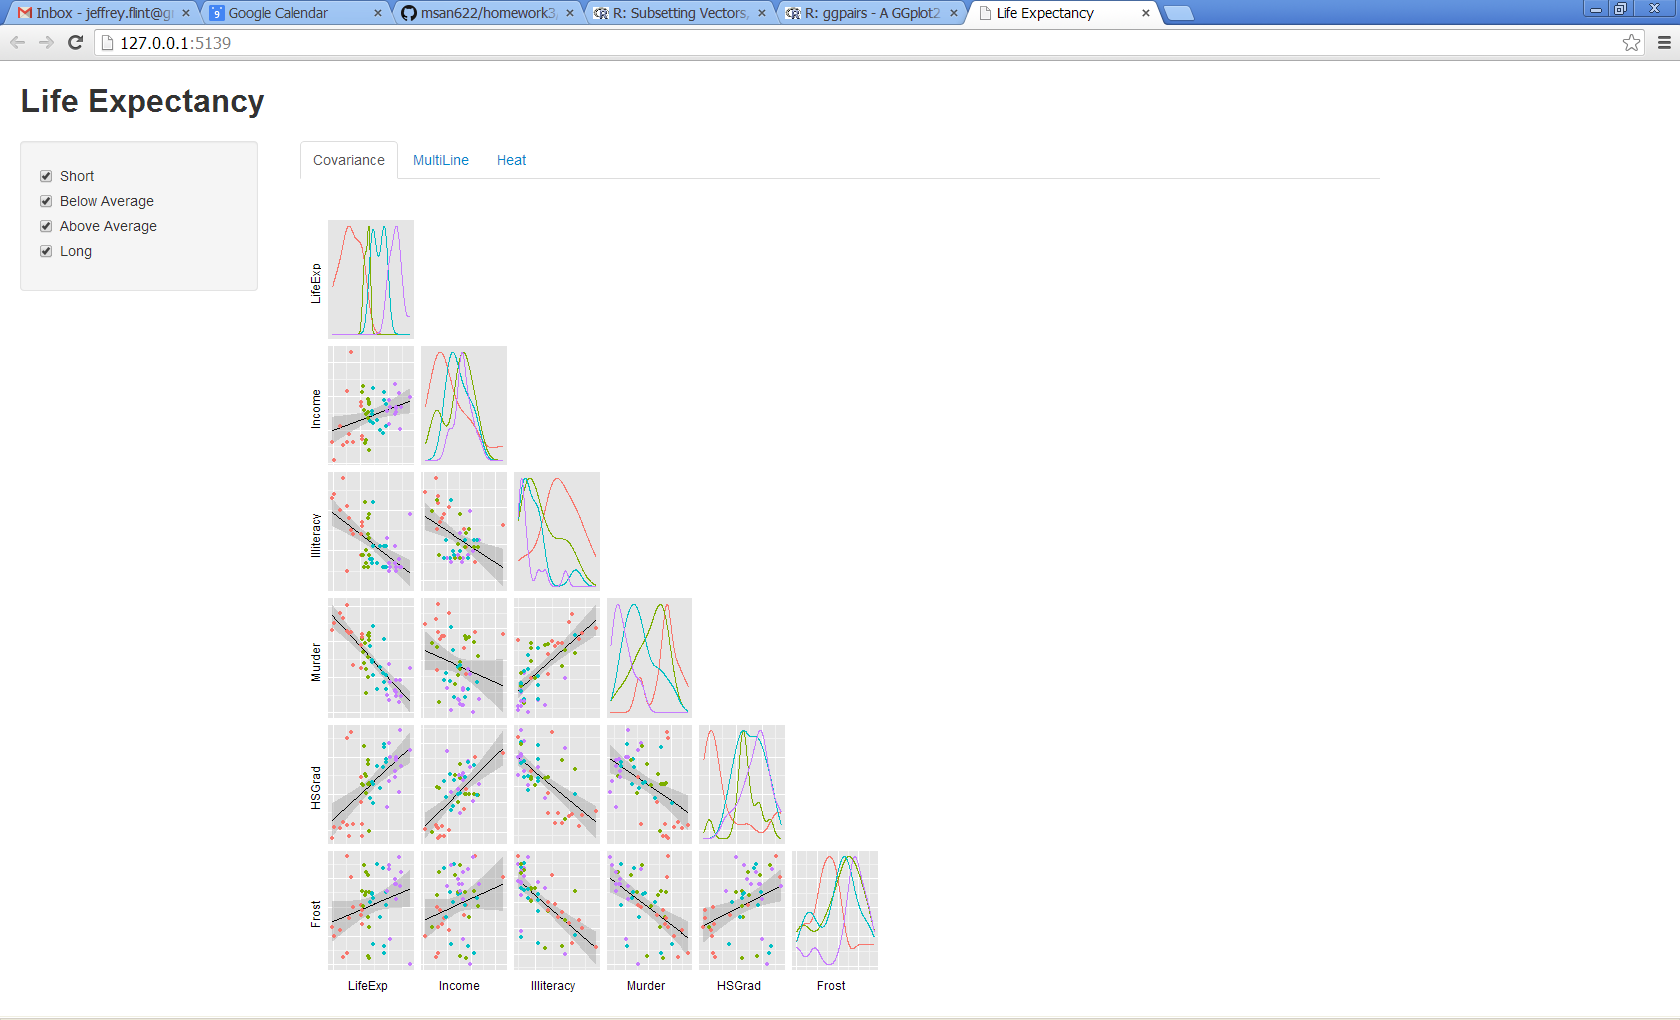 Inbox - jeffrey.flint@g
Google Calendar
msan622/homework3
R: Subsetting Vectors,
R: ggpairs - A GGplot2
Life Expectancy
127.0.0.1:5139
Life Expectancy
Short
Below Average
Above Average
Long
Covariance
MultiLine
Heat
LifeExp
Income
Illiteracy
Murder
HSGrad
Frost
LifeExp
Income
Illiteracy
Murder
HSGrad
Frost